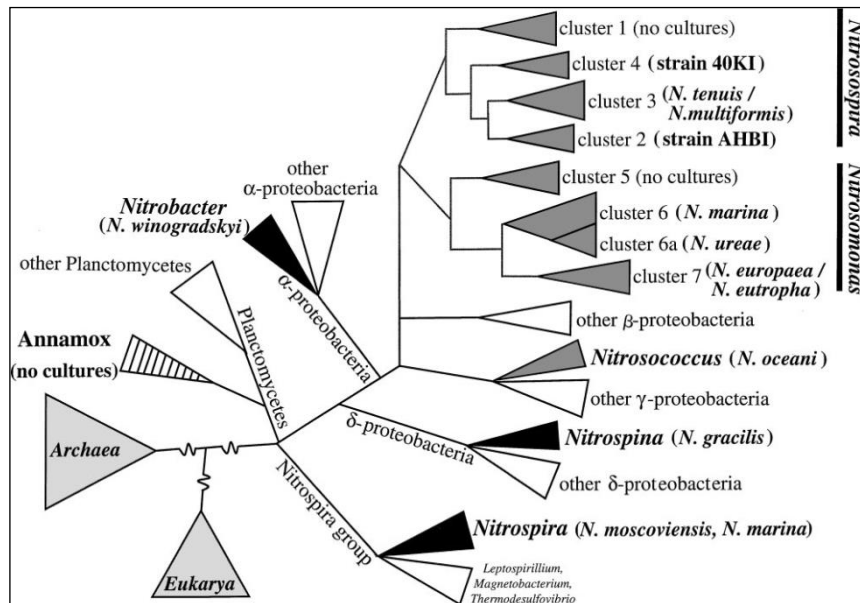 cluster 1 (no cultures)
cluster 4 (strain 40KI)
cluster 3 (N. tenuis /
N.multiformis)
cluster 2 (strain AHBI)
Nurosospira
cluster 5 (no cultures)
cluster 6 (N. marina)
cluster 6a (N. ureae)
cluster 7 (N. europaea /
N. eutropha)
Nurosomonus
other β-proteobacteria
Nitrosococcus (N. oceani)
other γ-proteobacteria
δ-proteobacteria
Nitrospina (N. gracilis)
other δ-proteobacteria
Nitrospira group
Nitrospira (N. moscoviensis, N. marina)
Leptospirillium,
Magnetobacterium,
Thermodesulfovibrio
other
α-proteobacteria
Nitrobacter
(N. winogradskyi)
α-proteobacteria
other Planctomycetes
Planctomycetes
Annamox
(no cultures)
Archaea
Eukarya